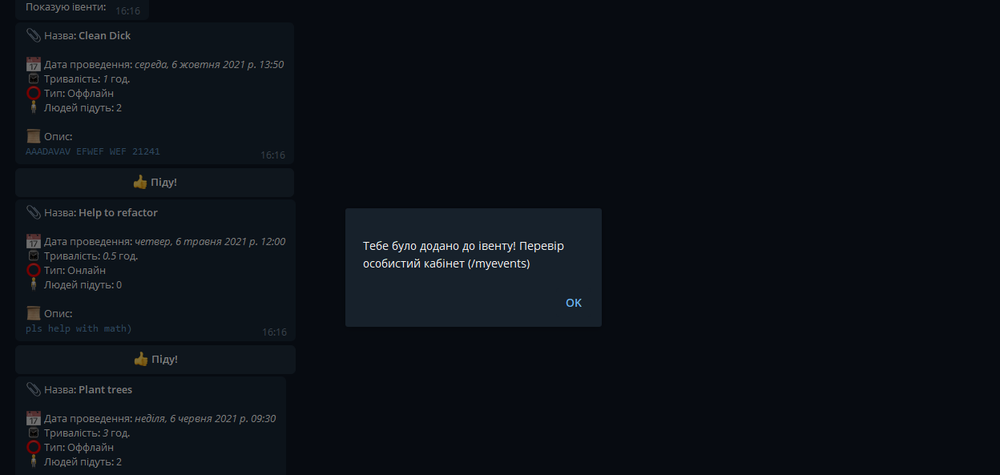 Показую івенти:
16:16
Назва: Clean Dick
17 Дата проведення: середа, 6 жовтня 2021 р. 13:50
Тривалість: 1 год.
Тип: Оффлайн
Людей підуть: 2
Опис:
AAADAVAV EFWEF WEF 21241
16:16
Піду!
Назва: Help to refactor
17 Дата проведення: четвер, 6 травня 2021 р. 12:00
Тривалість: 0.5 год.
Тип: Онлайн
Людей підуть: 0
Опис:
pls help with math)
16:16
Піду!
Назва: Plant trees
17 Дата проведення: неділя, 6 червня 2021 р. 09:30
Тривалість: 3 год.
Тип: Оффлайн
Людей підуть: 2
Тебе було додано до івенту! Перевір
особистий кабінет (/myevents)
OK